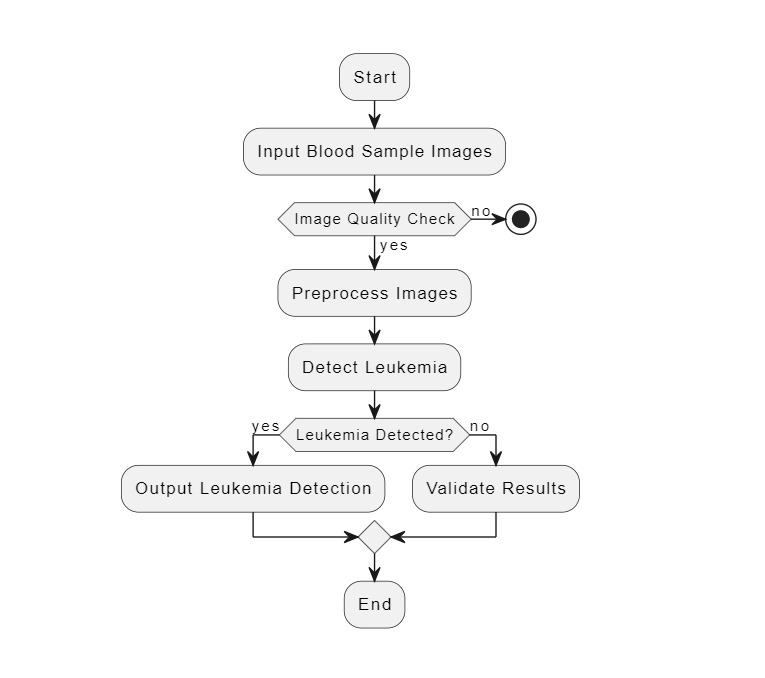 Start
Input Blood Sample Images
Image Quality Check
no
yes
Preprocess Images
Detect Leukemia
yes
Leukemia Detected?
no
Output Leukemia Detection
Validate Results
End